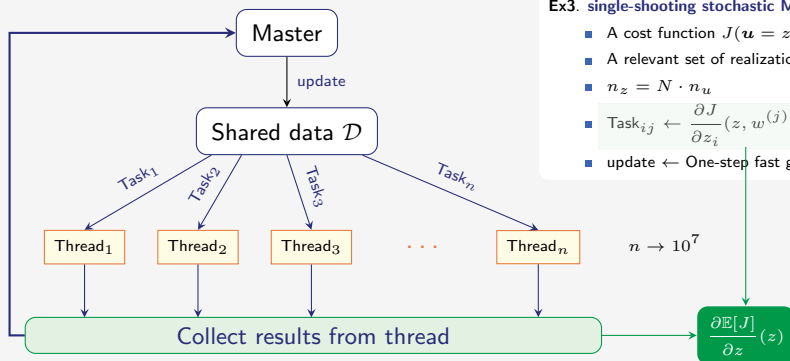 Ex3. single-shooting stochastic M
Master
A cost function J(u = z
A relevant set of realizatio
update
n_z = N · n_u
Shared data 𝒟
Task_ij ← ∂J/∂z_i (z, w^(j)
update ← One-step fast g
Task_1
Task_2
Task_3
Task_n
Thread_1
Thread_2
Thread_3
· · ·
Thread_n
n → 10^7
Collect results from thread
∂𝔼[J]/∂z (z)